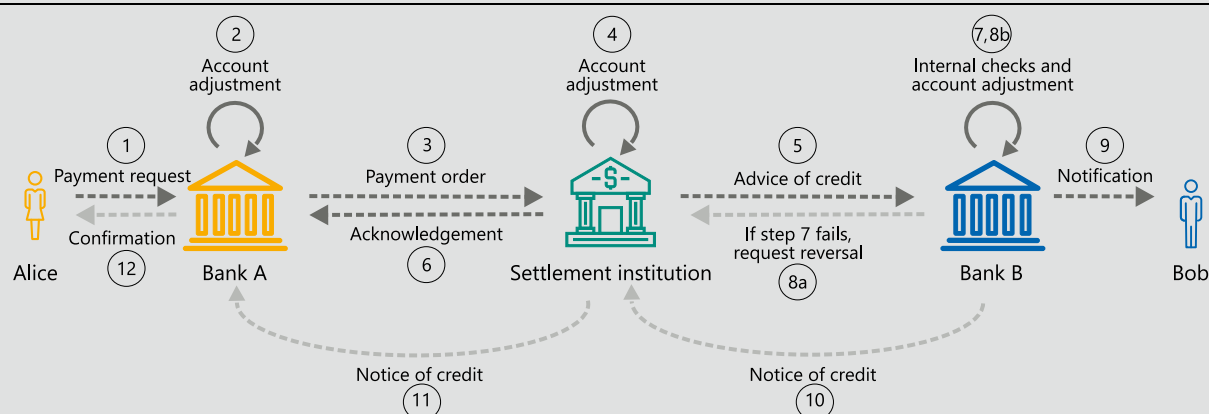 2
Account
adjustment
4
Account
adjustment
7,8b
Internal checks and
account adjustment
1
Payment request
3
Payment order
$
5
Advice of credit
9
Notification
Confirmation
12
Acknowledgement
6
If step 7 fails,
request reversal
8a
Alice
Bank A
Settlement institution
Bank B
Bob
Notice of credit
11
Notice of credit
10